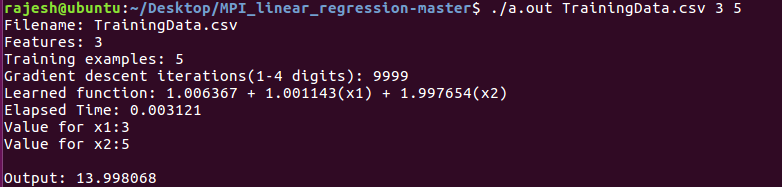 rajesh@ubuntu:~/Desktop/MPI_linear_regression-master$ ./a.out TrainingData.csv 3 5
Filename: TrainingData.csv
Features: 3
Training examples: 5
Gradient descent iterations(1-4 digits): 9999
Learned function: 1.006367 + 1.001143(x1) + 1.997654(x2)
Elapsed Time: 0.003121
Value for x1:3
Value for x2:5
Output: 13.998068